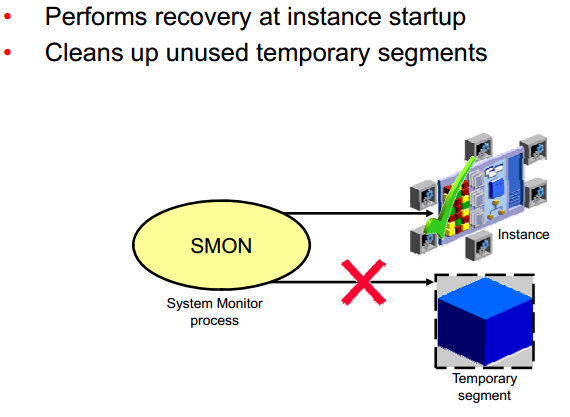 • Performs recovery at instance startup
• Cleans up unused temporary segments
SMON
System Monitor
process
Instance
Temporary
segment